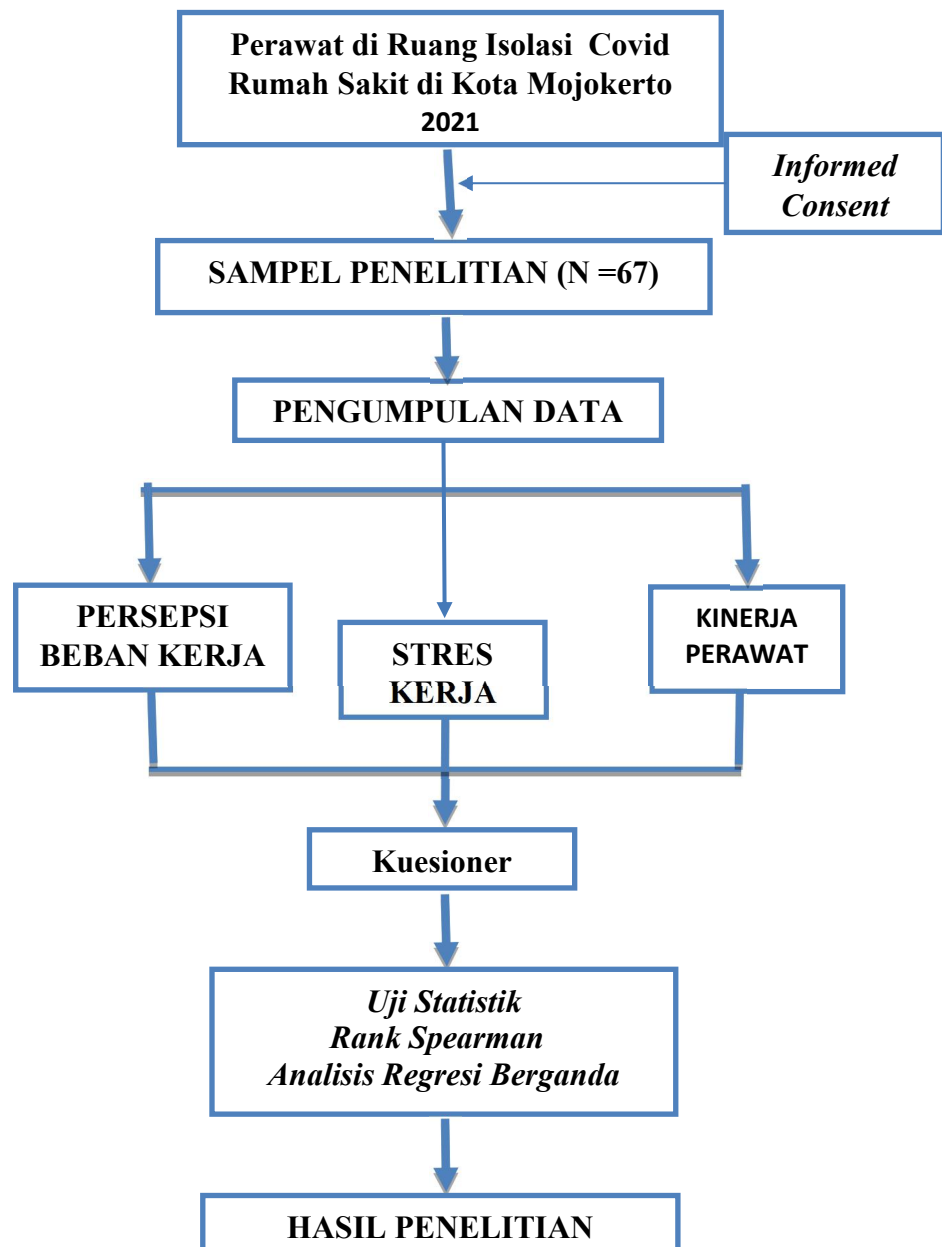 Perawat di Ruang Isolasi Covid
Rumah Sakit di Kota Mojokerto
2021
Informed
Consent
SAMPEL PENELITIAN (N =67)
PENGUMPULAN DATA
PERSEPSI
BEBAN KERJA
STRES
KERJA
KINERJA
PERAWAT
Kuesioner
Uji Statistik
Rank Spearman
Analisis Regresi Berganda
HASIL PENELITIAN